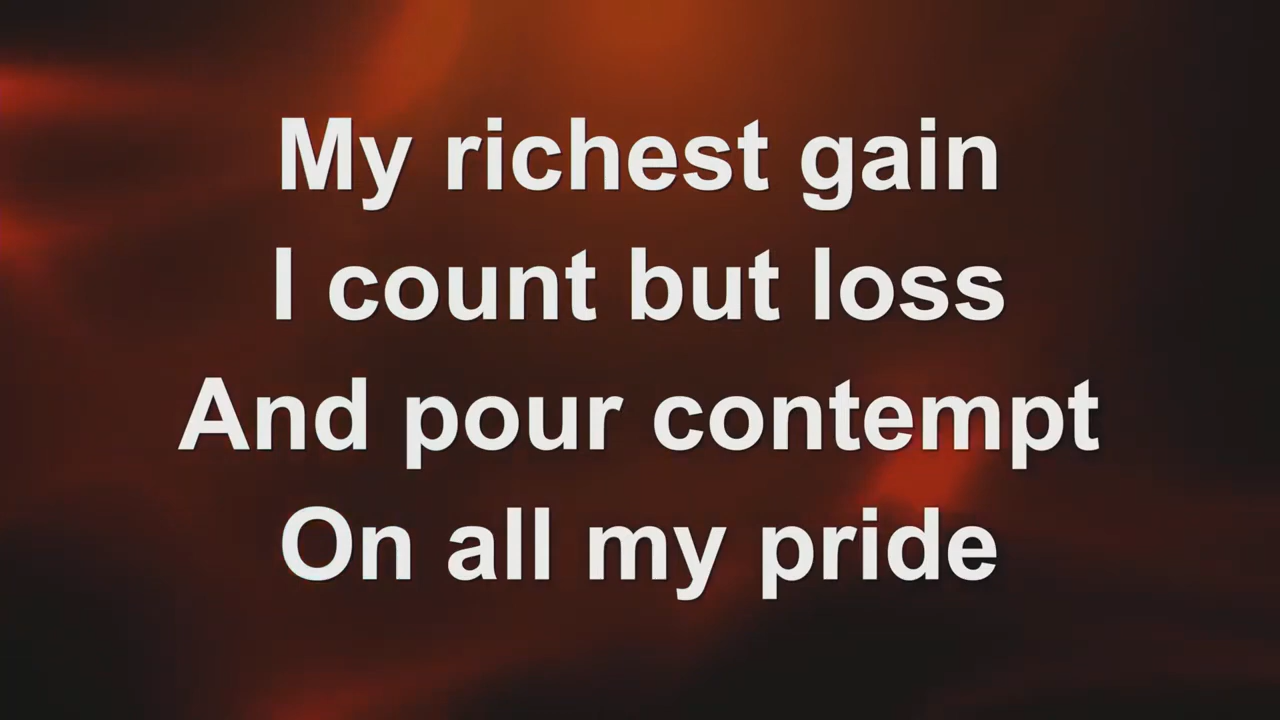 My richest gain
I count but loss
And pour contempt
On all my pride